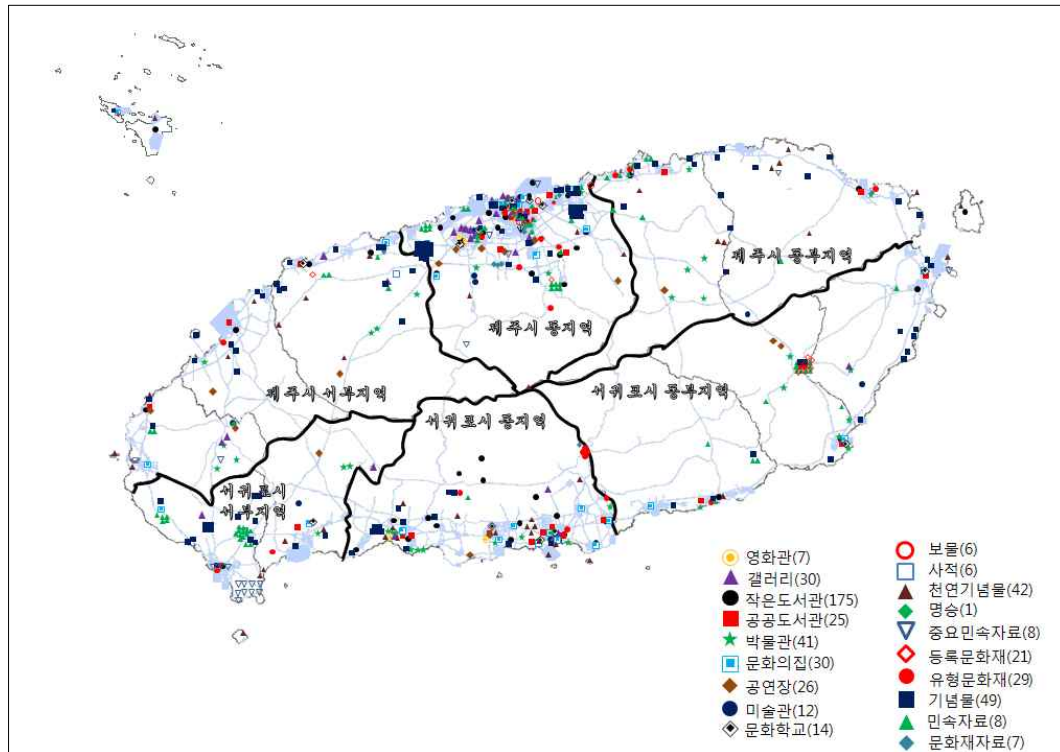 제주시 동부지역
제주시 동지역
제주시 서부지역
서귀포시 동부지역
서귀포시 동지역
서귀포시
서부지역
영화관(7)
갤러리(30)
작은도서관(175)
공공도서관(25)
박물관(41)
문화의집(30)
공연장(26)
미술관(12)
문화학교(14)
보물(6)
사적(6)
천연기념물(42)
명승(1)
중요민속자료(8)
등록문화재(21)
유형문화재(29)
기념물(49)
민속자료(8)
문화재자료(7)